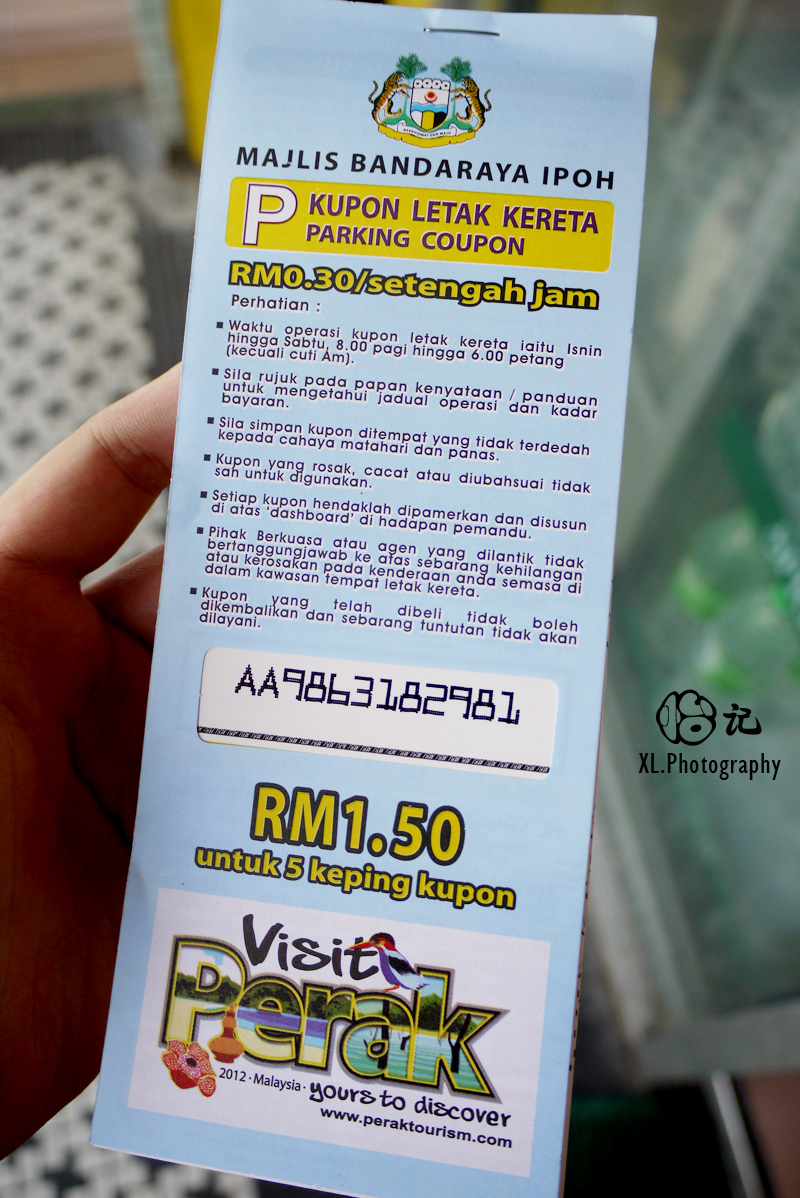 MAJLIS BANDARAYA IPOH
P KUPON LETAK KERETA
PARKING COUPON
RM0.30/setengah jam
Perhatian :
Waktu operasi kupon letak kereta iaitu Isnin
hingga Sabtu, 8.00 pagi hingga 6.00 petang
(kecuali cuti Am).
Sila rujuk pada papan kenyataan / panduan
untuk mengetahui jadual operasi dan kadar
bayaran.
Sila simpan kupon ditempat yang tidak terdedah
kepada cahaya matahari dan panas.
Kupon yang rosak, cacat atau diubahsuai tidak
sah untuk digunakan.
Setiap kupon hendaklah dipamerkan dan disusun
di atas 'dashboard' di hadapan pemandu.
Pihak Berkuasa atau agen yang dilantik tidak
bertanggungjawab ke atas sebarang kehilangan
atau kerosakan pada kenderaan anda semasa di
dalam kawasan tempat letak kereta.
Kupon yang telah dibeli tidak boleh
dikembalikan dan sebarang tuntutan tidak akan
dilayani.
AA9863182981
RM1.50
untuk 5 keping kupon
Visit
Perak
2012 · Malaysia · yours to discover
www.peraktourism.com
记
XL.Photography